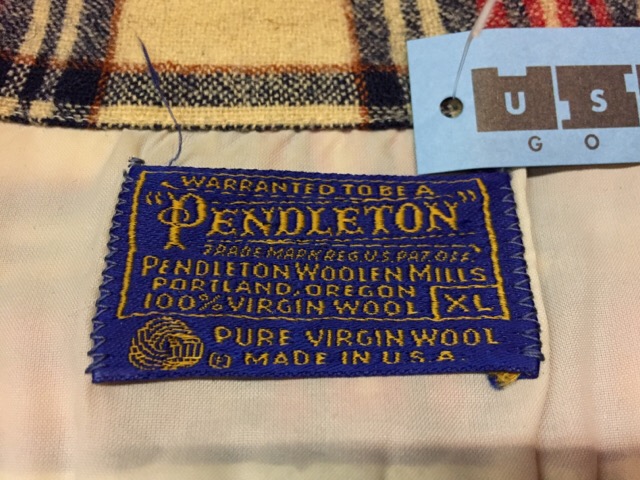 WARRANTED TO BE A
"PENDLETON"
TRADE MARK REG. U.S. PAT. OFF.
PENDLETON WOOLEN MILLS
PORTLAND, OREGON
100% VIRGIN WOOL XL
PURE VIRGIN WOOL
® MADE IN U.S.A.
U S
G O